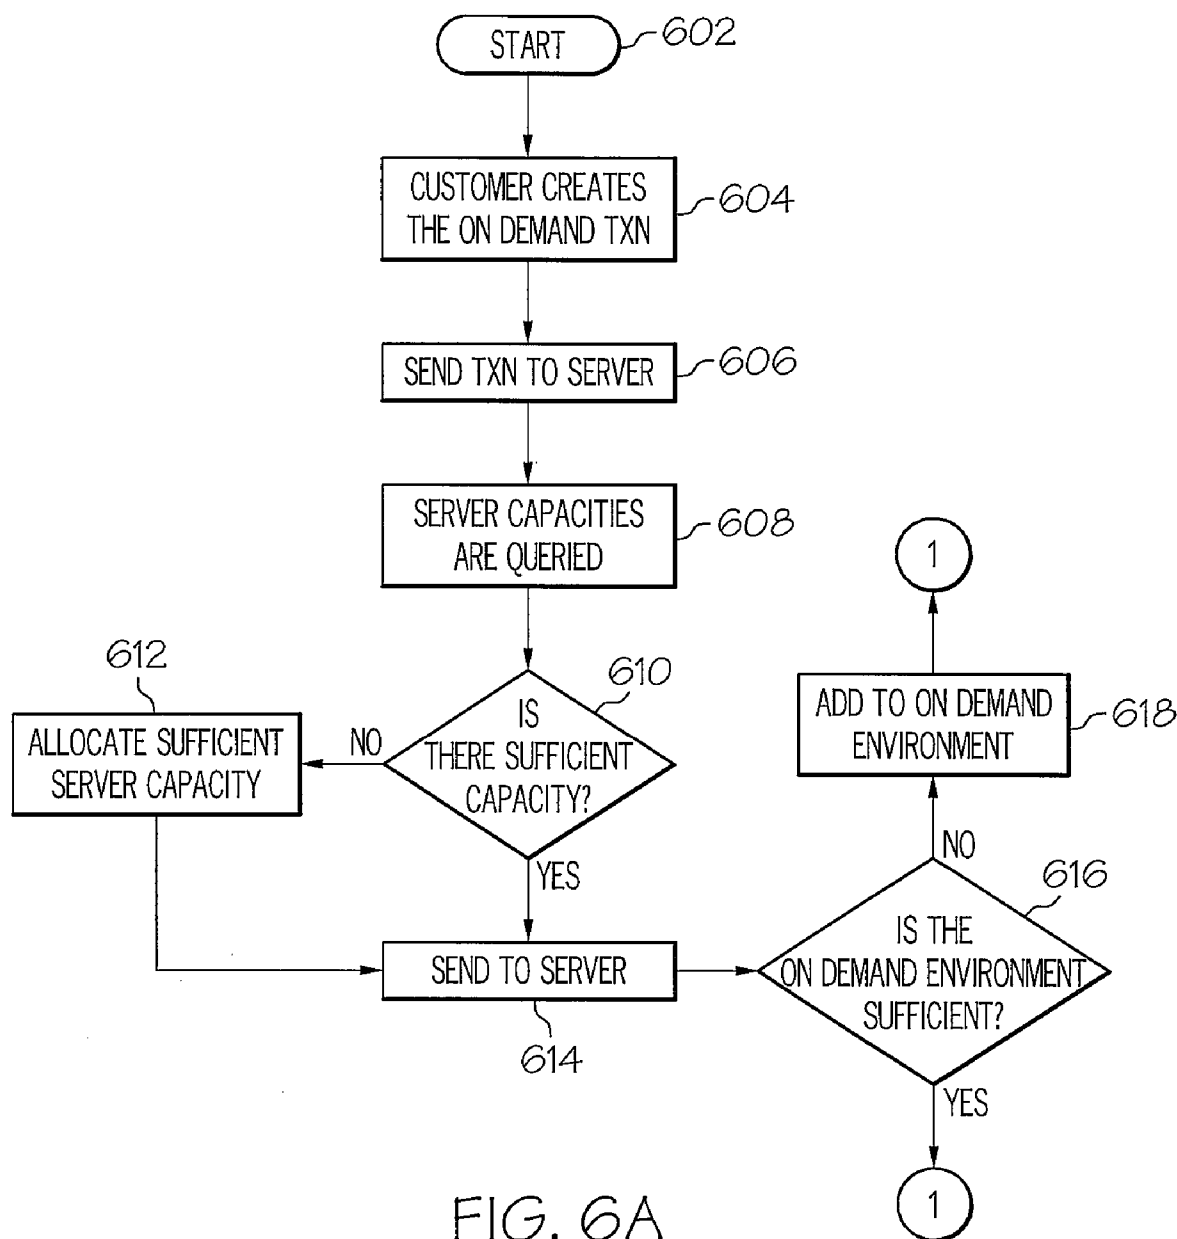 START
602
CUSTOMER CREATES
THE ON DEMAND TXN
604
SEND TXN TO SERVER
606
SERVER CAPACITIES
ARE QUERIED
608
1
612
610
ALLOCATE SUFFICIENT
SERVER CAPACITY
NO
IS
THERE SUFFICIENT
CAPACITY?
ADD TO ON DEMAND
ENVIRONMENT
618
YES
NO
616
SEND TO SERVER
614
IS THE
ON DEMAND ENVIRONMENT
SUFFICIENT?
YES
1
FIG. 6A